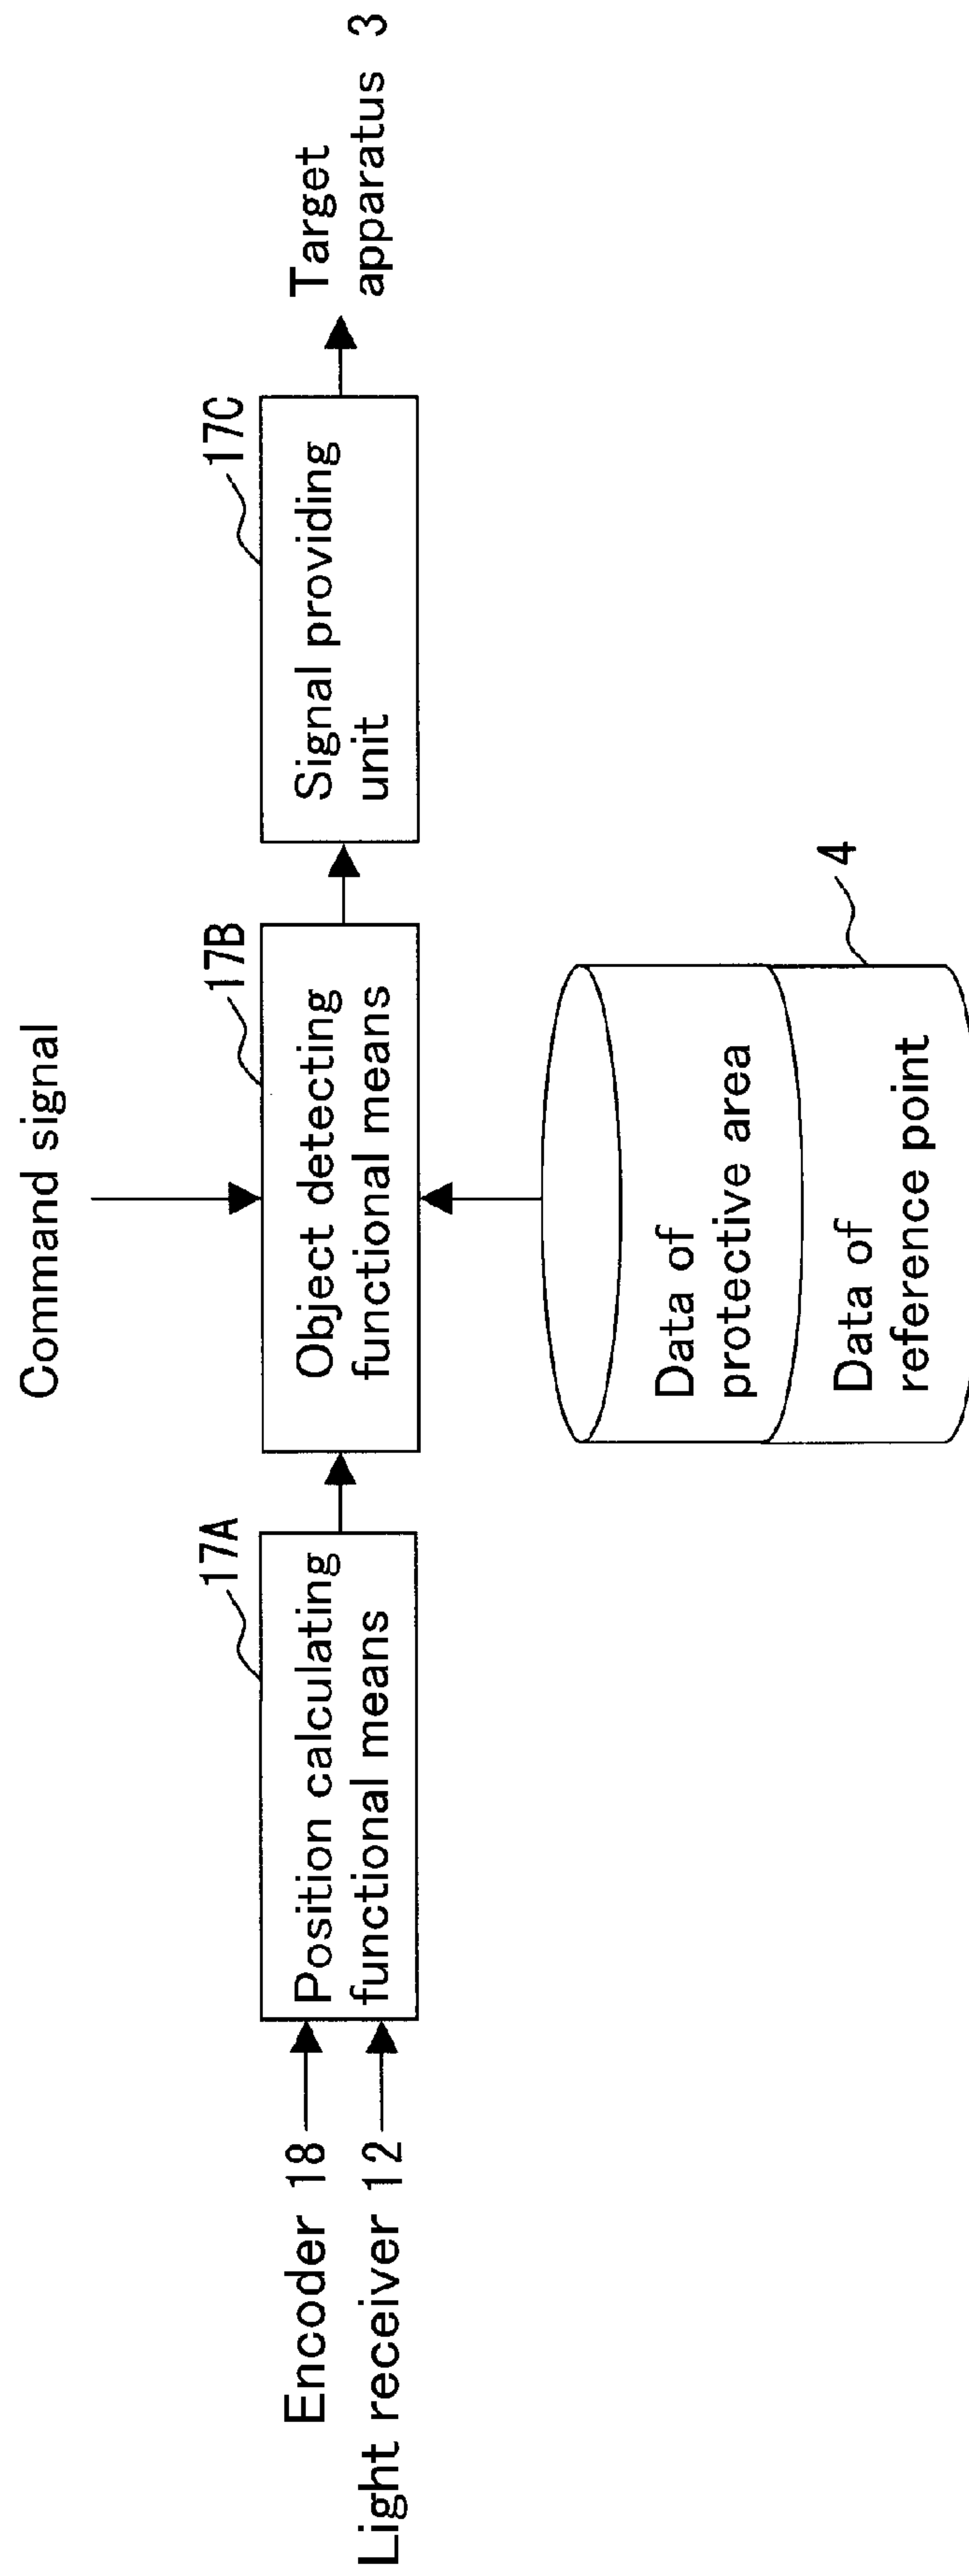 Command signal
17A
17B
17C
Encoder 18
Light receiver 12
Position calculating
functional means
Object detecting
functional means
Signal providing
unit
Target
apparatus 3
Data of
protective area
Data of
reference point
4